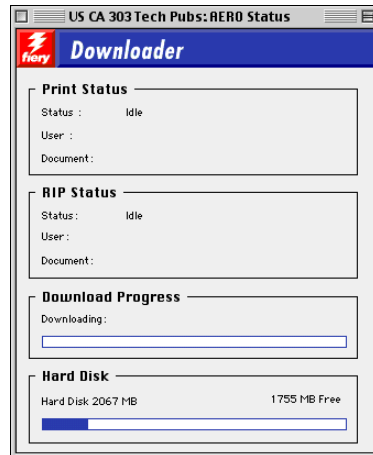 US CA 303 Tech Pubs:AERO Status
fiery Downloader
Print Status
Status : Idle
User :
Document:
RIP Status
Status: Idle
User:
Document:
Download Progress
Downloading:
Hard Disk
Hard Disk 2067 MB 1755 MB Free